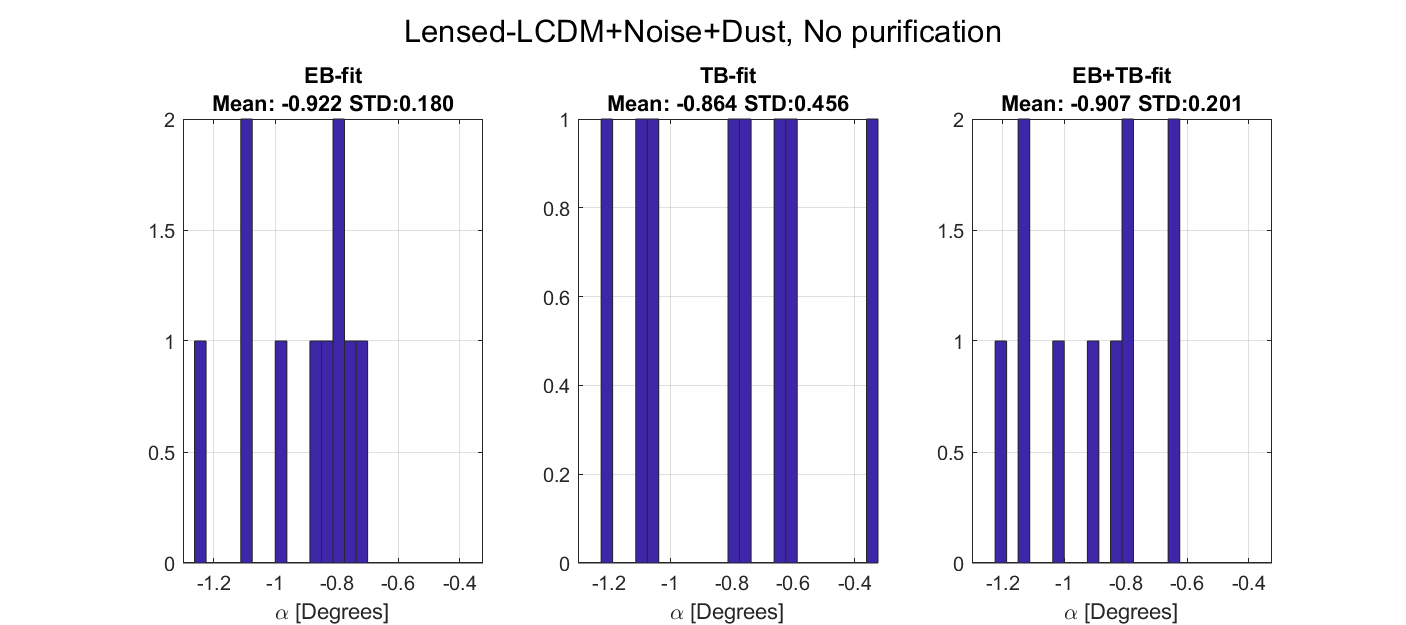 Lensed-LCDM+Noise+Dust, No purification
EB-fit
Mean: -0.922 STD:0.180
2
1.5
1
0.5
0
-1.2 -1 -0.8 -0.6 -0.4
α [Degrees]
TB-fit
Mean: -0.864 STD:0.456
1
0.8
0.6
0.4
0.2
0
-1.2 -1 -0.8 -0.6 -0.4
α [Degrees]
EB+TB-fit
Mean: -0.907 STD:0.201
2
1.5
1
0.5
0
-1.2 -1 -0.8 -0.6 -0.4
α [Degrees]